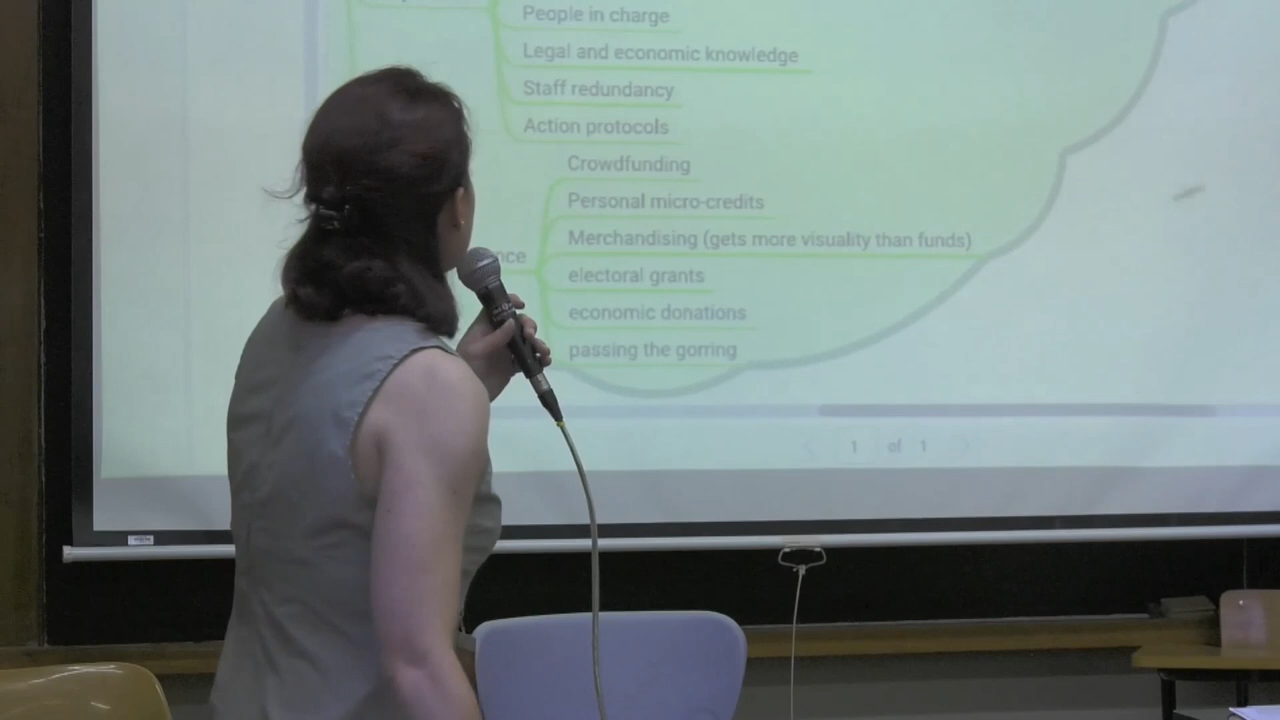 People in charge
Legal and economic knowledge
Staff redundancy
Action protocols
Crowdfunding
Personal micro-credits
Merchandising (gets more visuality than funds)
nce
electoral grants
economic donations
passing the gorring
1 of 1